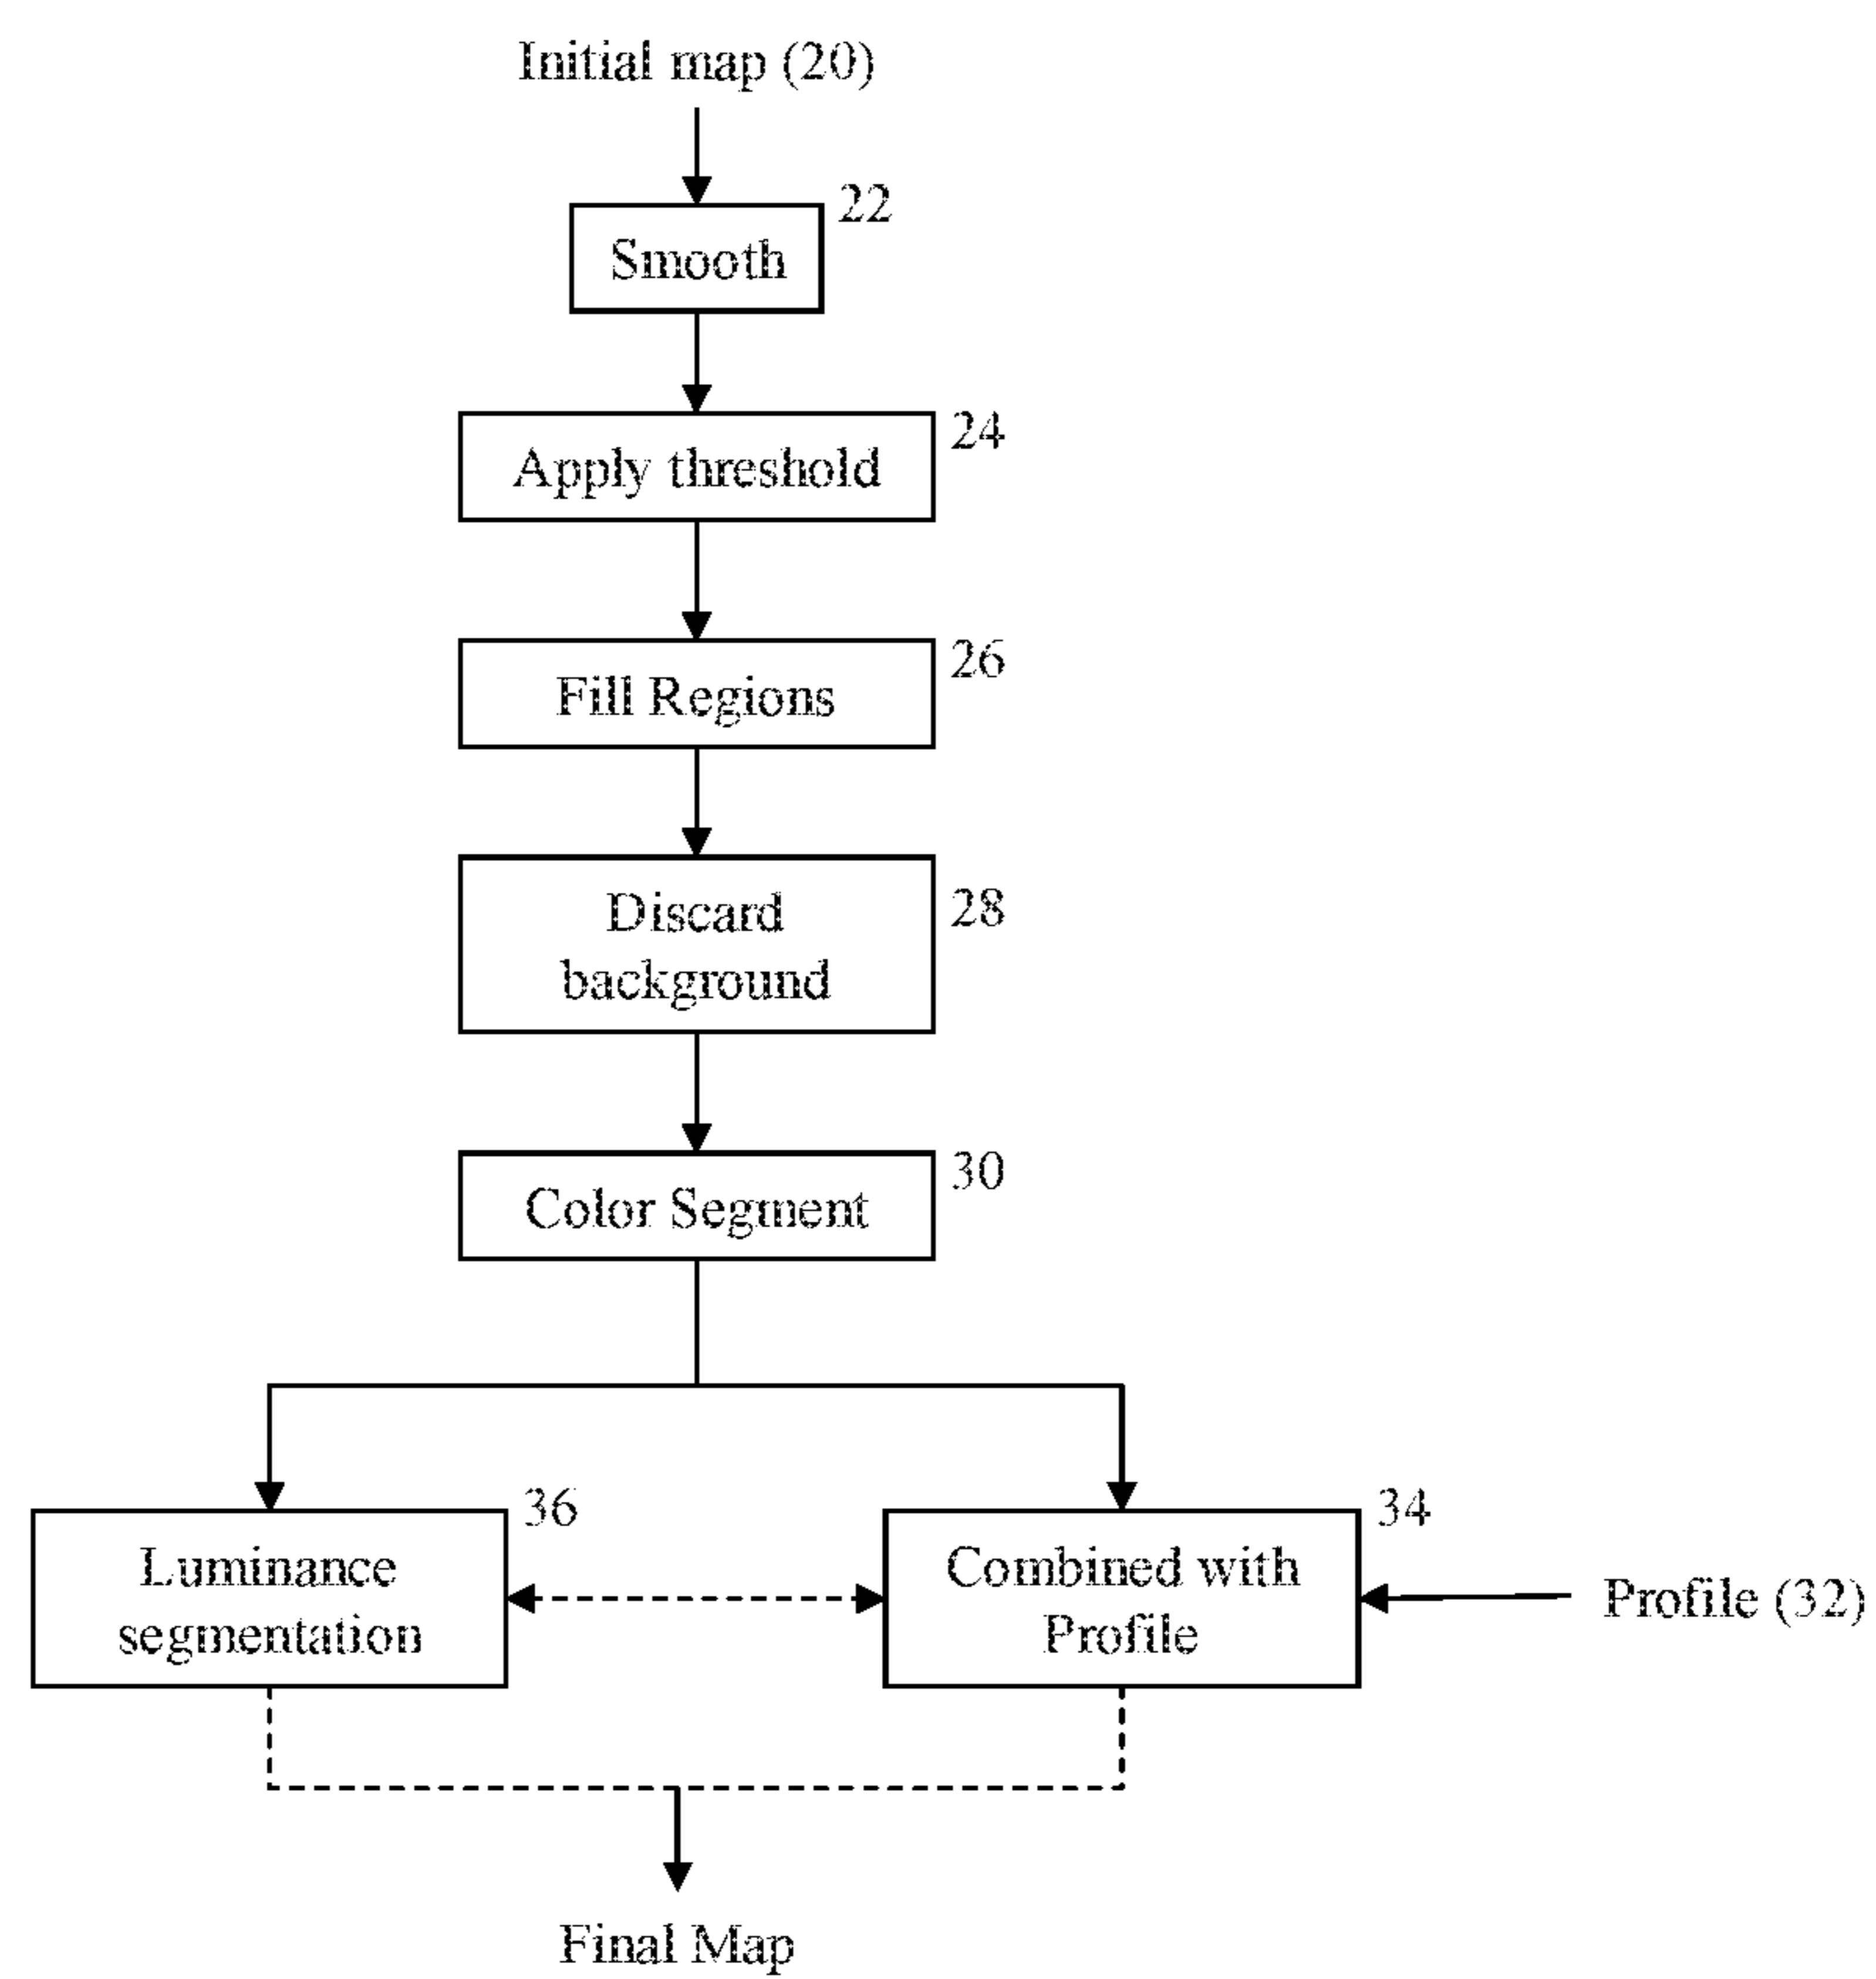 Initial map (20)
22
Smooth
24
Apply threshold
26
Fill Regions
28
Discard
background
30
Color Segment
36
Luminance
segmentation
34
Combined with
Profile
Profile (32)
Final Map